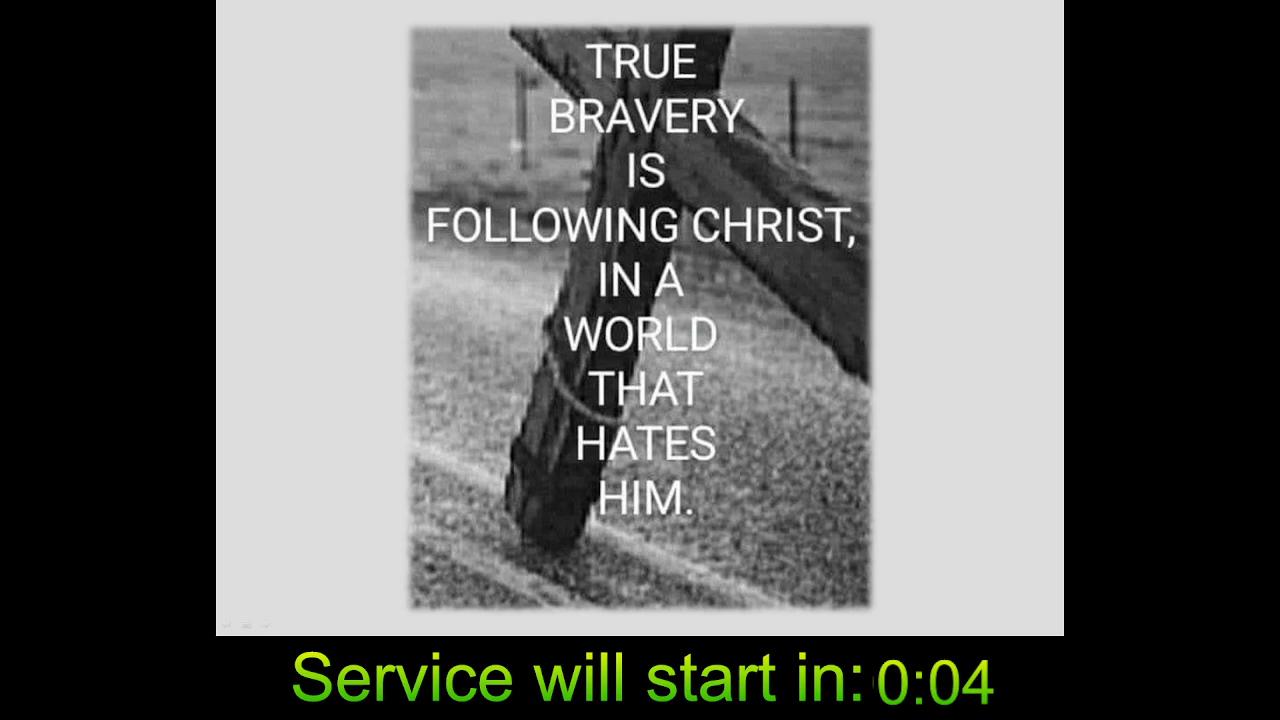 TRUE
BRAVERY
IS
FOLLOWING CHRIST,
IN A
WORLD
THAT
HATES
HIM.
Service will start in: 0:04